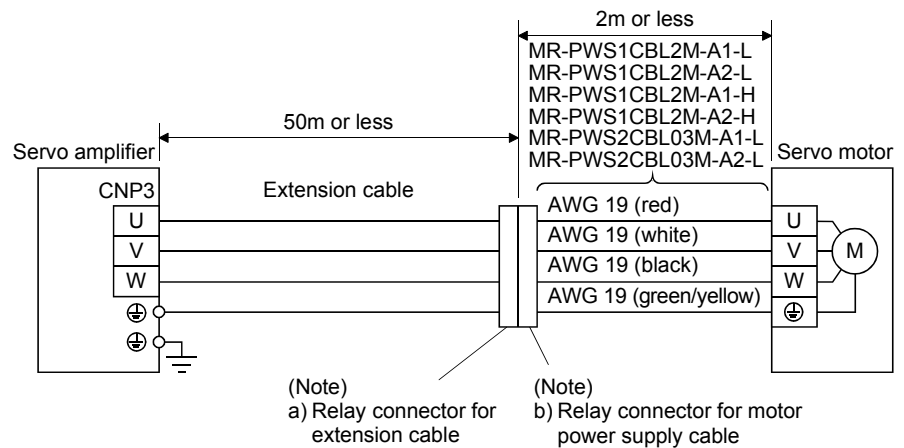 2m or less
MR-PWS1CBL2M-A1-L
MR-PWS1CBL2M-A2-L
MR-PWS1CBL2M-A1-H
MR-PWS1CBL2M-A2-H
MR-PWS2CBL03M-A1-L
MR-PWS2CBL03M-A2-L
50m or less
Servo amplifier
Servo motor
CNP3
Extension cable
U
AWG 19 (red)
U
V
AWG 19 (white)
V
M
W
AWG 19 (black)
W
AWG 19 (green/yellow)
(Note)
a) Relay connector for
extension cable
(Note)
b) Relay connector for motor
power supply cable